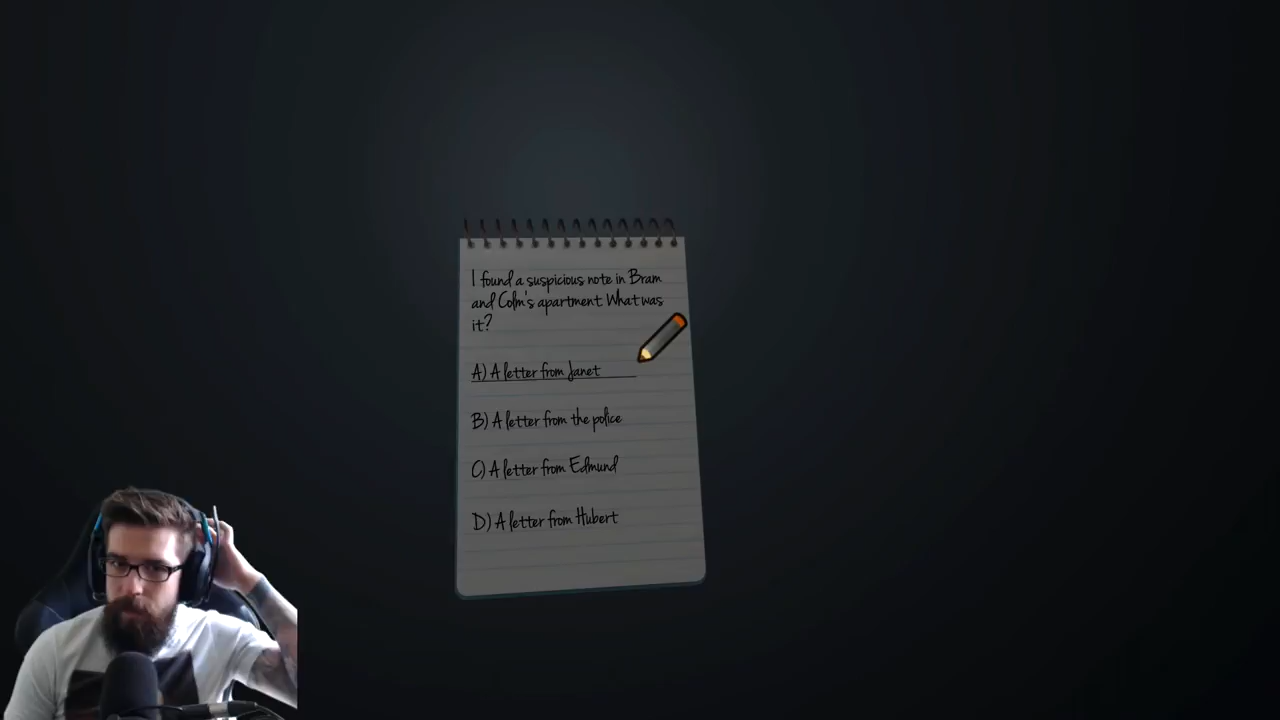 I found a suspicious note in Bram
and Colm's apartment What was
it?
A) A letter from Janet
B) A letter from the police
C) A letter from Edmund
D) A letter from Hubert